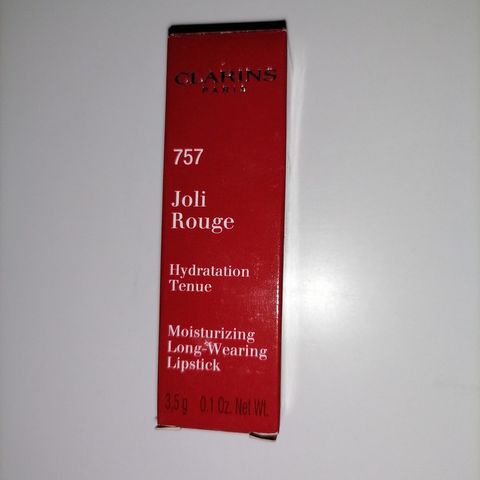 CLARINS
PARIS
757
Joli
Rouge
Hydratation
Tenue
Moisturizing
Long-Wearing
Lipstick
3,5 g 0.1 Oz. Net Wt.